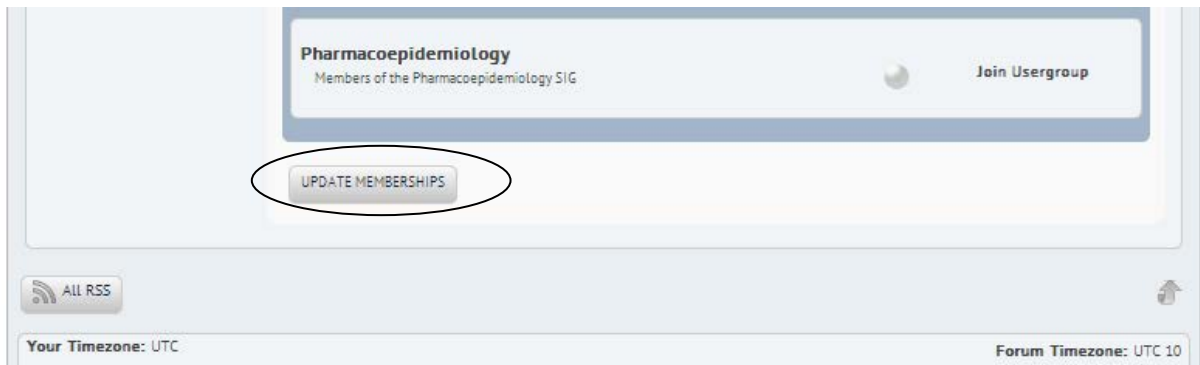 Pharmacoepidemiology
Members of the Pharmacoepidemiology SIG
Join Usergroup
UPDATE MEMBERSHIPS
All RSS
Your Timezone: UTC
Forum Timezone: UTC 10